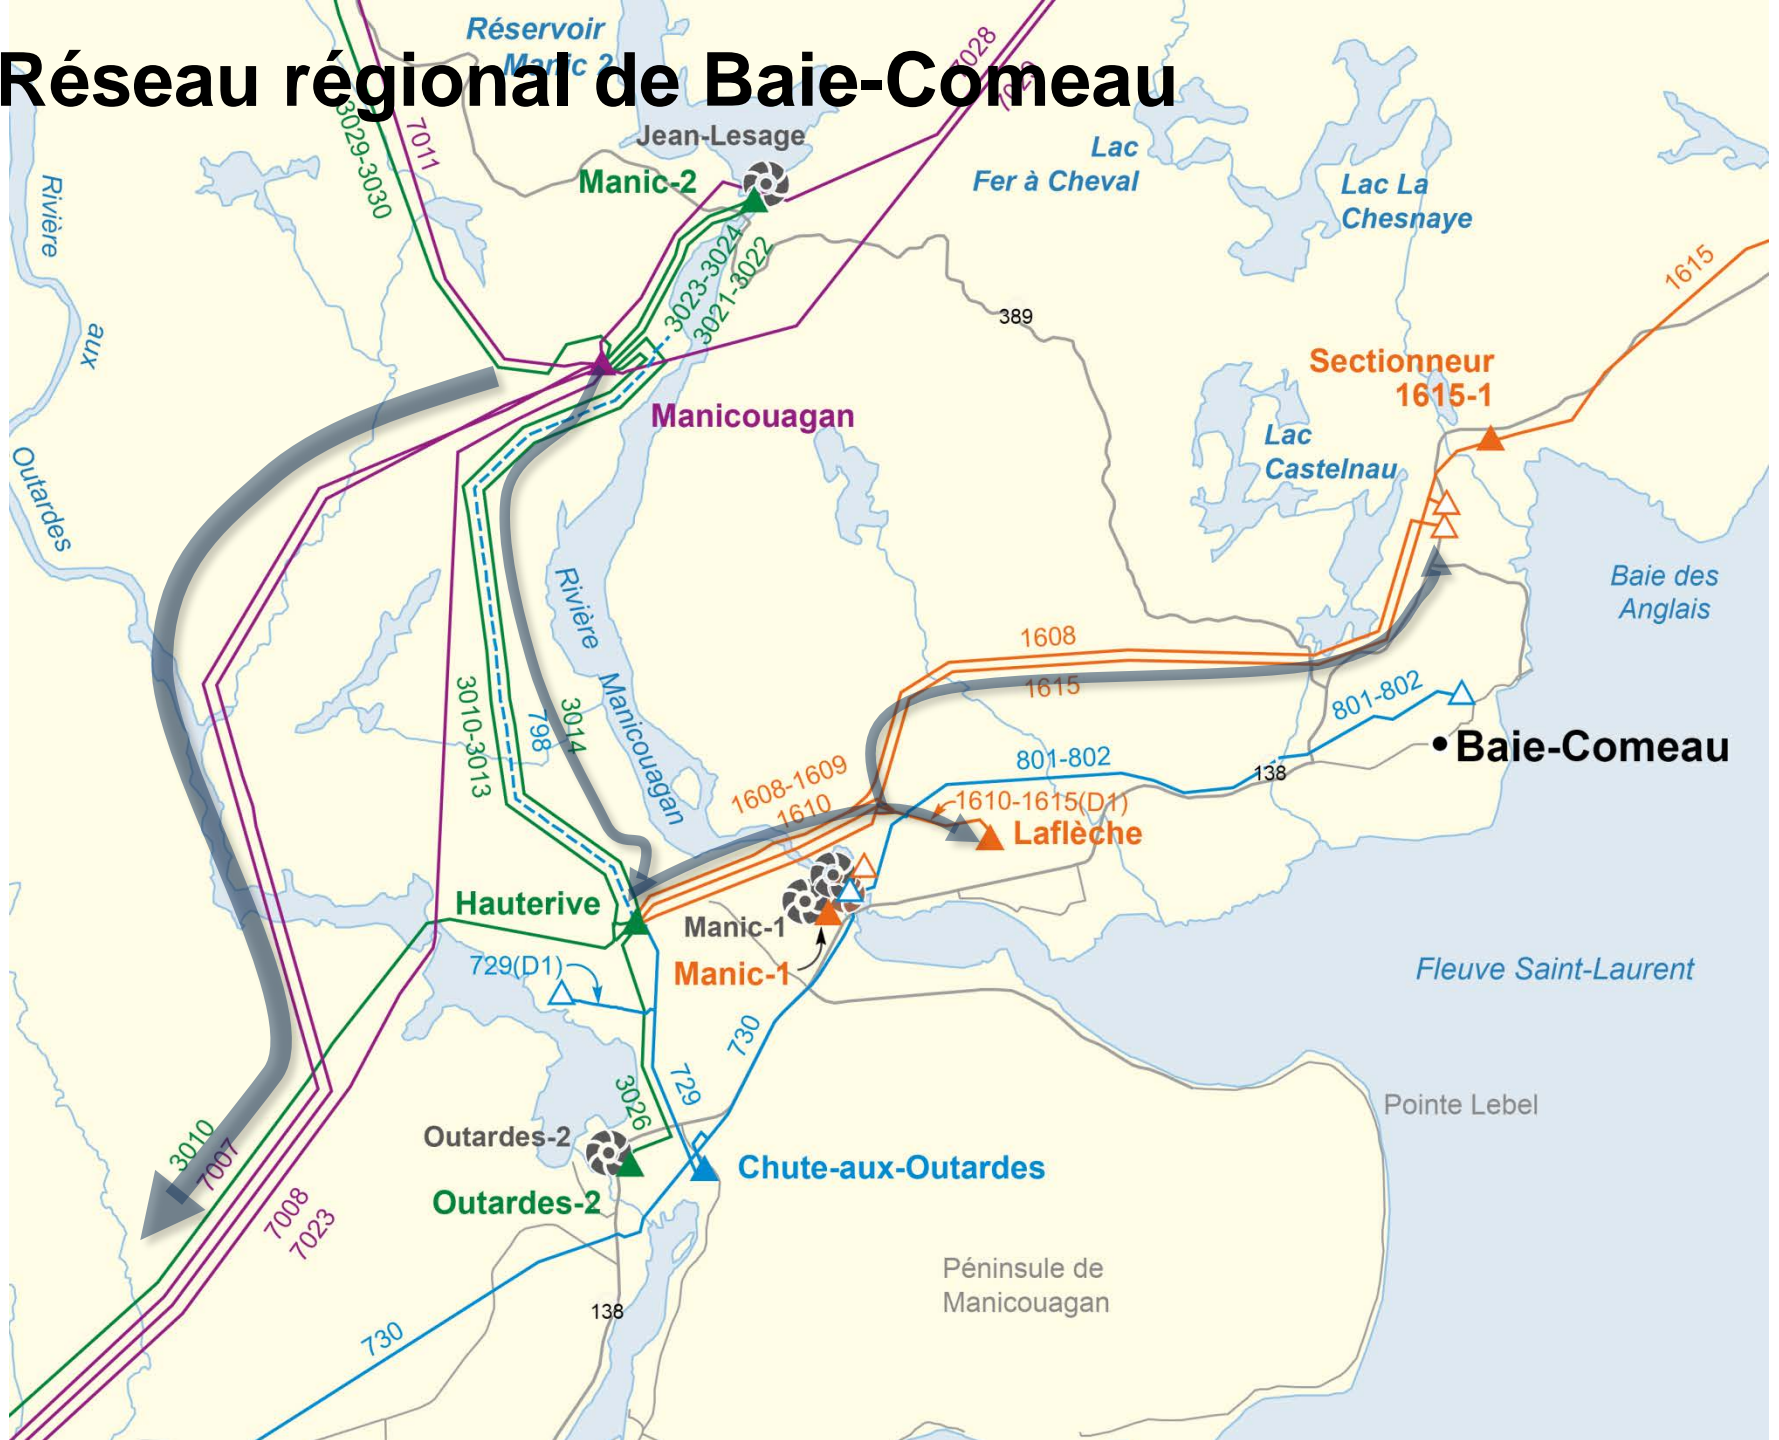 Réservoir
Manic 2
Réseau régional de Baie-Comeau
7028
7029
3029-3030
7011
Jean-Lesage
Manic-2
Lac
Fer à Cheval
Lac La
Chesnaye
Rivière
aux
Outardes
3023-3024
3021-3022
389
1615
Sectionneur
1615-1
Manicouagan
Lac
Castelnau
Baie des
Anglais
Rivière
Manicouagan
1608
1615
3010-3013
798
3014
801-802
Baie-Comeau
801-802
138
1608-1609
1610
1610-1615(D1)
Laflèche
Hauterive
Manic-1
Manic-1
729(D1)
Fleuve Saint-Laurent
730
729
3026
Pointe Lebel
3010
7007
Outardes-2
Chute-aux-Outardes
Outardes-2
7008
7023
Péninsule de
Manicouagan
138
730